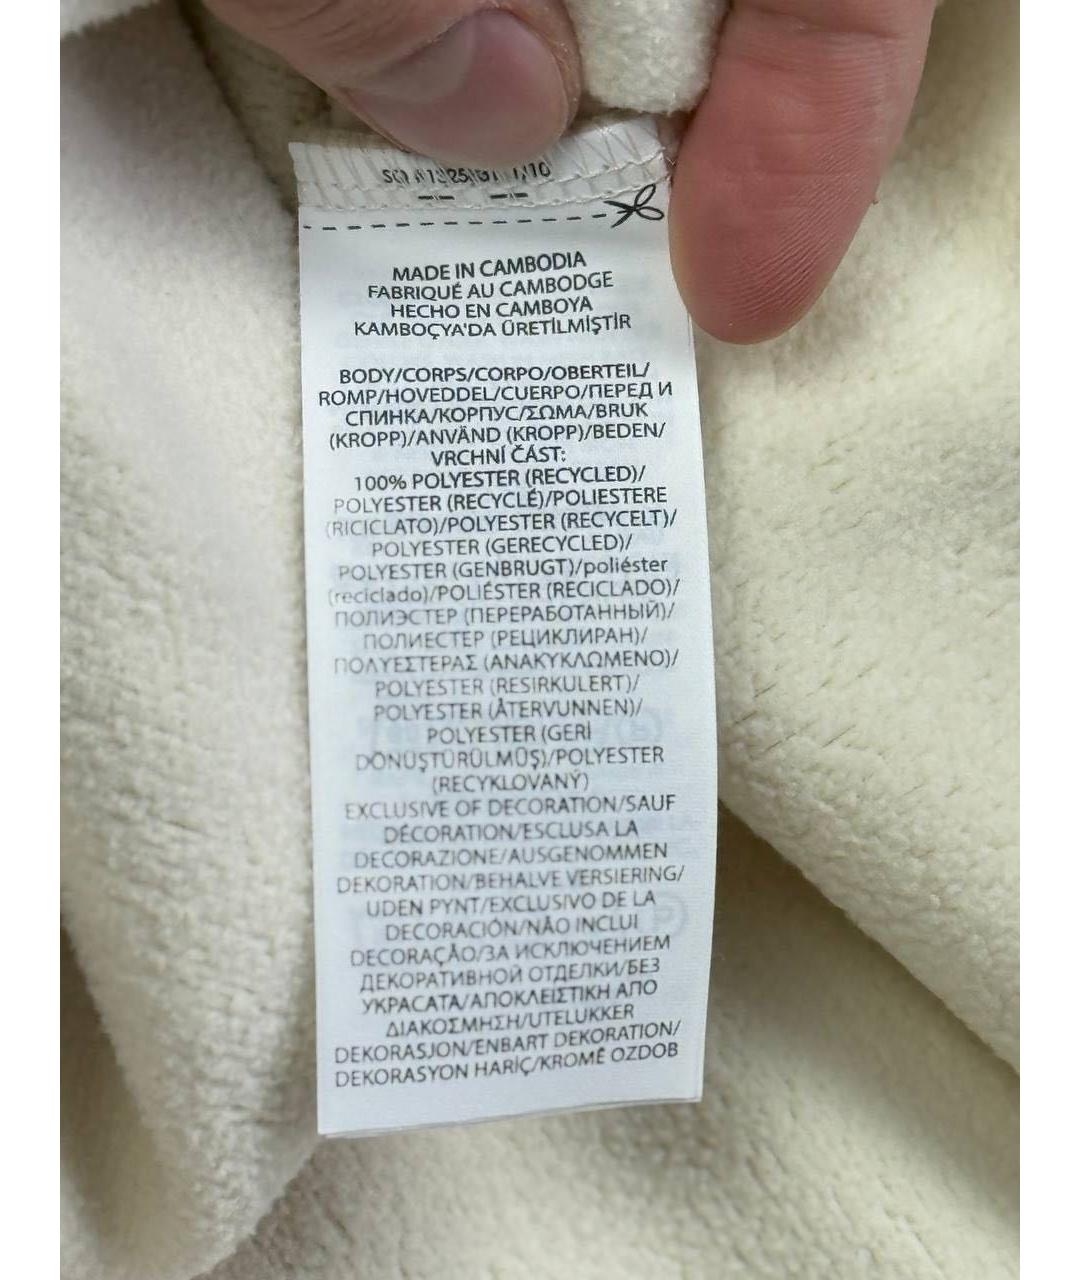 MADE IN CAMBODIA
FABRIQUÉ AU CAMBODGE
HECHO EN CAMBOYA
KAMBOÇYA'DA ÜRETİLMİŞTİR
BODY/CORPS/CORPO/OBERTEIL/
ROMP/HOVEDDEL/CUERPO/ПЕРЕД И
СПИНКА/КОРПУС/ΣΩΜΑ/BRUK
(KROPP)/ANVÄND (KROPP)/BEDEN/
VRCHNÍ ČÁST:
100% POLYESTER (RECYCLED)/
POLYESTER (RECYCLÉ)/POLIESTERE
(RICICLATO)/POLYESTER (RECYCELT)/
POLYESTER (GERECYCLED)/
POLYESTER (GENBRUGT)/poliéster
(reciclado)/POLIÉSTER (RECICLADO)/
ПОЛИЭСТЕР (ПЕРЕРАБОТАННЫЙ)/
ПОЛИЕСТЕР (РЕЦИКЛИРАН)/
ΠΟΛΥΕΣΤΕΡΑΣ (ΑΝΑΚΥΚΛΩΜΕΝΟ)/
POLYESTER (RESIRKULERT)/
POLYESTER (ÅTERVUNNEN)/
POLYESTER (GERİ
DÖNÜŞTÜRÜLMÜŞ)/POLYESTER
(RECYKLOVANÝ)
EXCLUSIVE OF DECORATION/SAUF
DÉCORATION/ESCLUSA LA
DECORAZIONE/AUSGENOMMEN
DEKORATION/BEHALVE VERSIERING/
UDEN PYNT/EXCLUSIVO DE LA
DECORACIÓN/NÃO INCLUI
DECORAÇÃO/ЗА ИСКЛЮЧЕНИЕМ
ДЕКОРАТИВНОЙ ОТДЕЛКИ/БЕЗ
УКРАСАТА/ΑΠΟΚΛΕΙΣΤΙΚΗ ΑΠΟ
ΔΙΑΚΟΣΜΗΣΗ/UTELUKKER
DEKORASJON/ENBART DEKORATION/
DEKORASYON HARİÇ/KROMĚ OZDOB